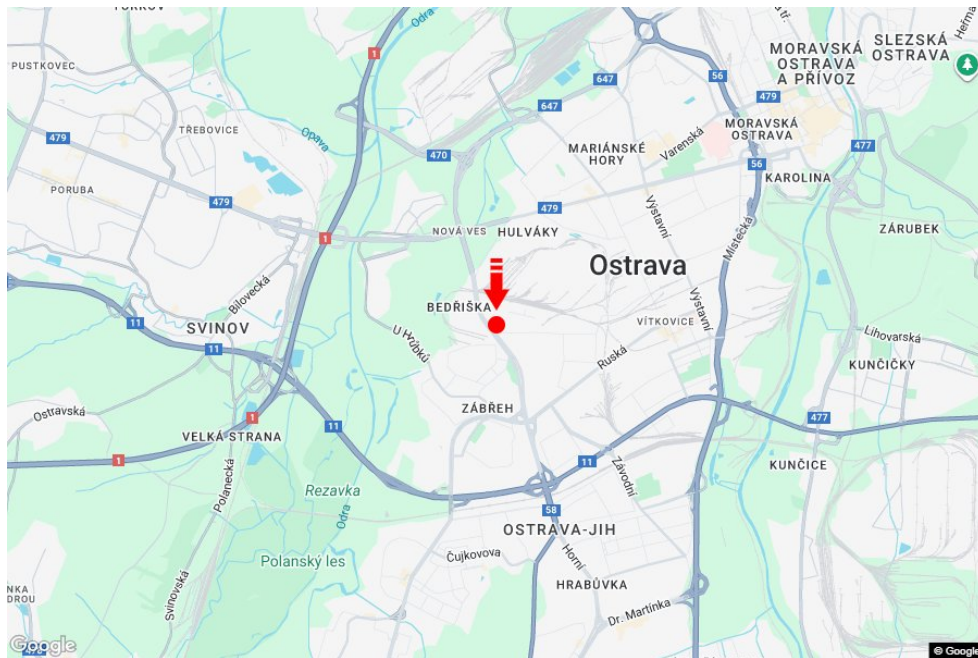 TURKOV
Odra
1
MORAVSKÁ
OSTRAVA
A PŘÍVOZ
SLEZSKÁ
OSTRAVA
PUSTKOVEC
647
56
479
TŘEBOVICE
Opava
647
479
470
MARIÁNSKÉ
HORY
Varenská
MORAVSKÁ
OSTRAVA
477
56
KAROLINA
PORUBA
479
Výstavní
479
NOVÁ VES
HULVÁKY
1
Místecká
ZÁRUBEK
Bílovecká
Ostrava
BEDŘIŠKA
Výstavní
SVINOV
11
11
U Hrůbků
VÍTKOVICE
Ruská
Lihovarská
KUNČIČKY
Ostravská
1
ZÁBŘEH
477
VELKÁ STRANA
11
1
Polanecká
11
Závodní
KUNČICE
Rezavka
Odra
58
OSTRAVA-JIH
Čujkovova
Horní
Polanský les
HRABŮVKA
Svinovská
Dr. Martínka
478
Google
© Google